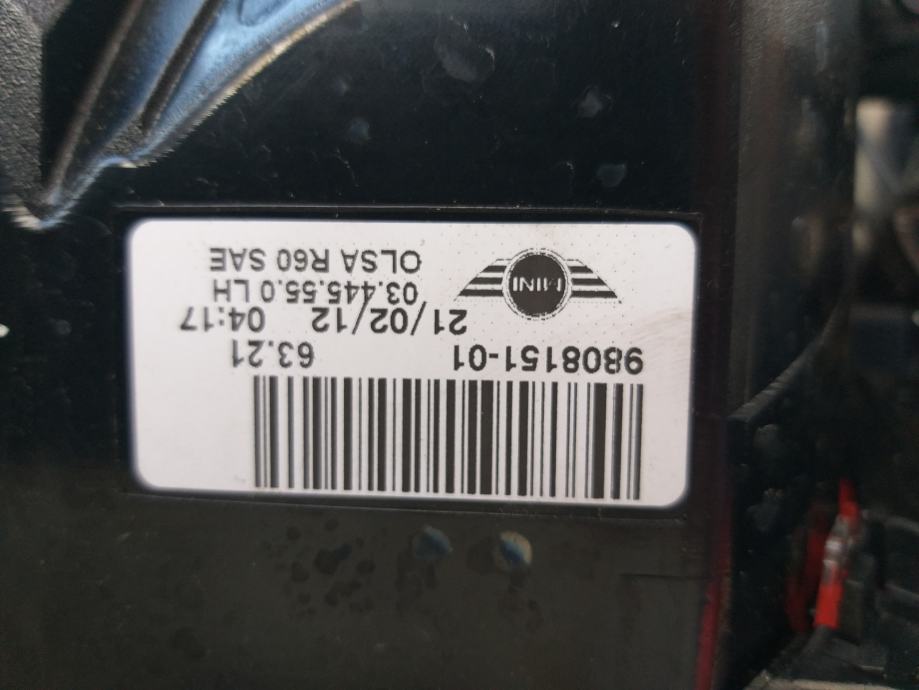 9808151-01 63.21
21/02/12 04:17
03.445.55.0 LH
OLSA R60 SAE
MINI